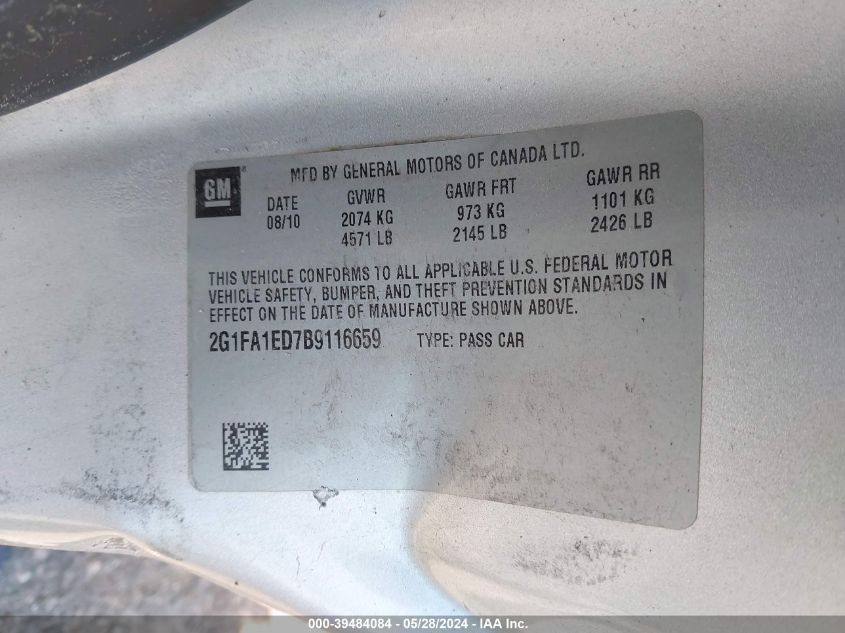 GM
MFD BY GENERAL MOTORS OF CANADA LTD.
DATE GVWR GAWR FRT GAWR RR
08/10 2074 KG 973 KG 1101 KG
4571 LB 2145 LB 2426 LB
THIS VEHICLE CONFORMS TO ALL APPLICABLE U.S. FEDERAL MOTOR
VEHICLE SAFETY, BUMPER, AND THEFT PREVENTION STANDARDS IN
EFFECT ON THE DATE OF MANUFACTURE SHOWN ABOVE.
2G1FA1ED7B9116659 TYPE: PASS CAR
000-39484084 - 05/28/2024 - IAA Inc.